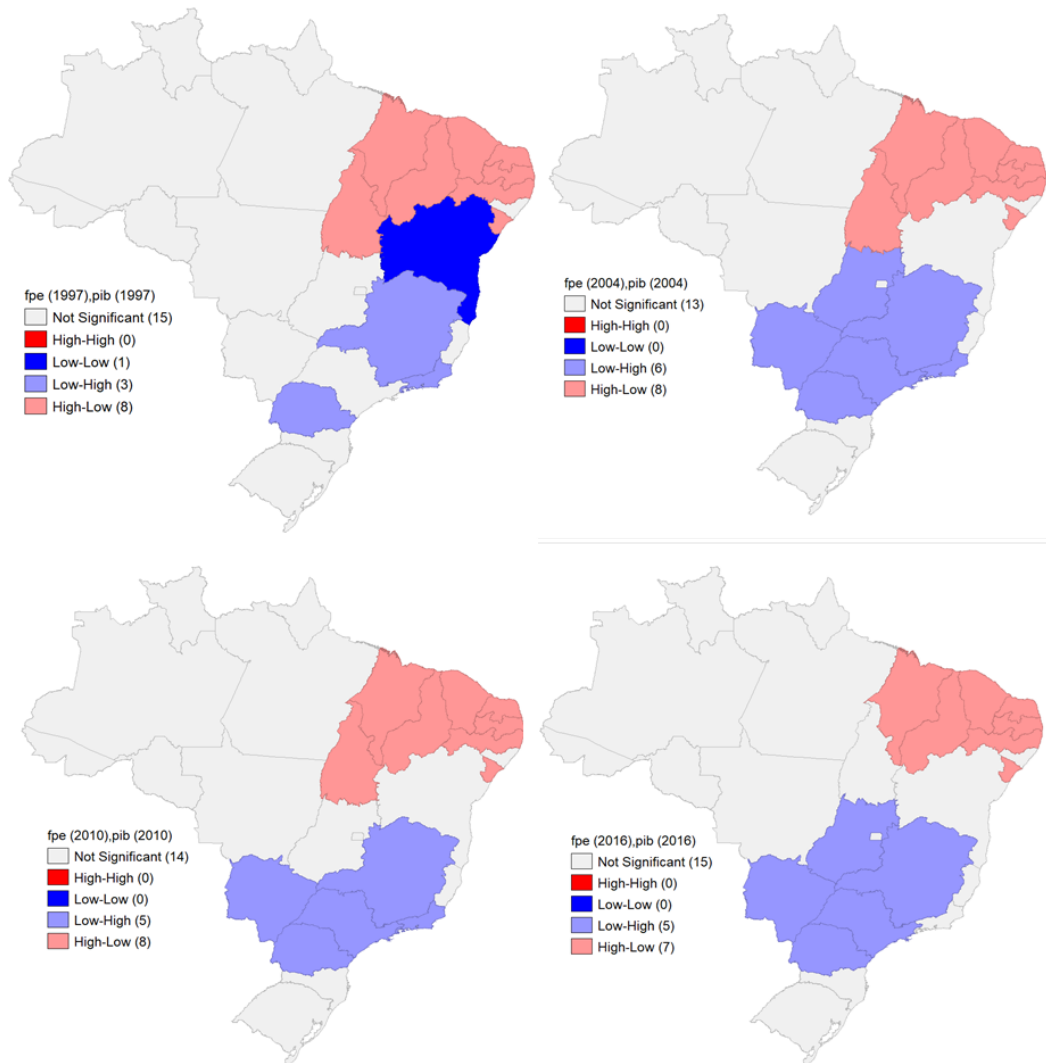 fpe (1997),pib (1997)
Not Significant (15)
High-High (0)
Low-Low (1)
Low-High (3)
High-Low (8)
fpe (2004),pib (2004)
Not Significant (13)
High-High (0)
Low-Low (0)
Low-High (6)
High-Low (8)
fpe (2010),pib (2010)
Not Significant (14)
High-High (0)
Low-Low (0)
Low-High (5)
High-Low (8)
fpe (2016),pib (2016)
Not Significant (15)
High-High (0)
Low-Low (0)
Low-High (5)
High-Low (7)